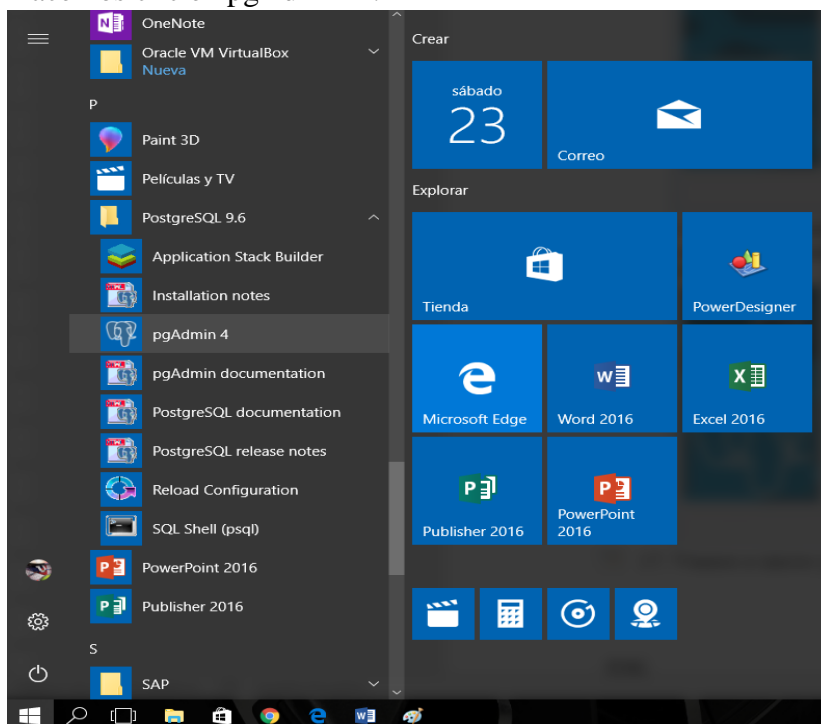 OneNote
Oracle VM VirtualBox
Nueva
P
Paint 3D
Películas y TV
PostgreSQL 9.6
Application Stack Builder
Installation notes
pgAdmin 4
pgAdmin documentation
PostgreSQL documentation
PostgreSQL release notes
Reload Configuration
SQL Shell (psql)
PowerPoint 2016
Publisher 2016
S
SAP
Crear
sábado
23
Correo
Explorar
Tienda
PowerDesigner
Microsoft Edge
Word 2016
Excel 2016
Publisher 2016
PowerPoint
2016